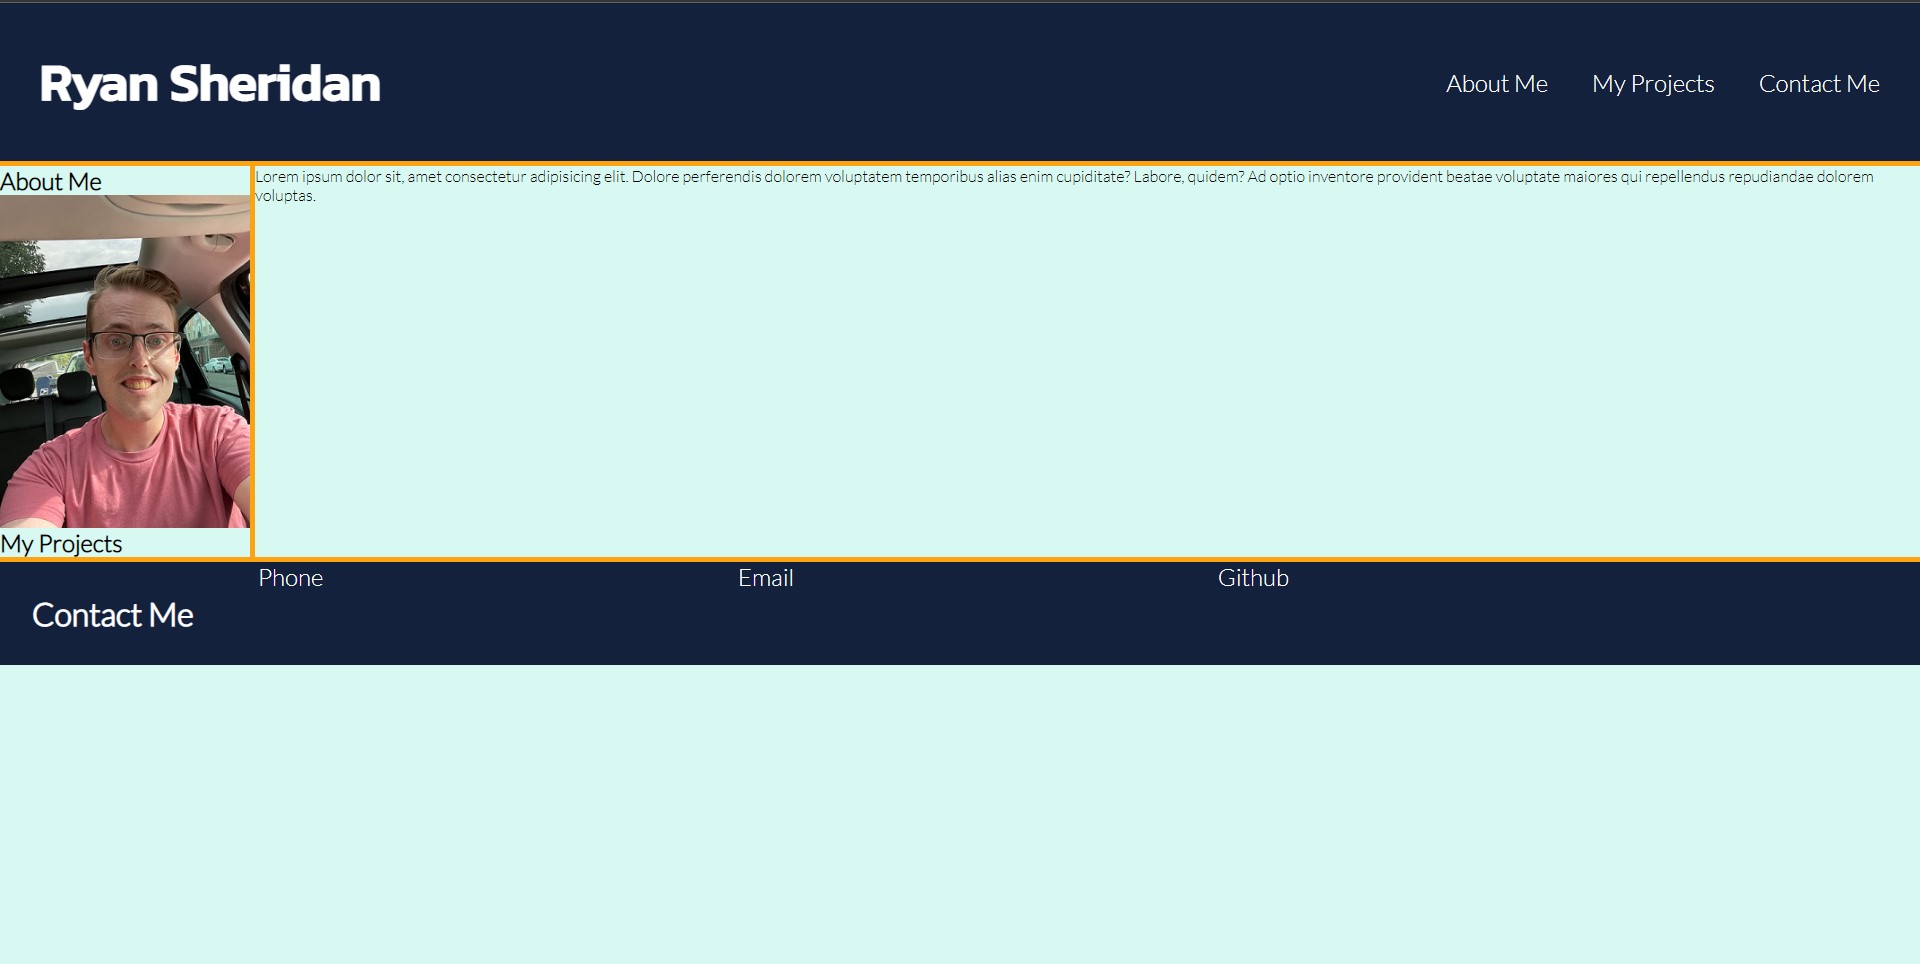 Ryan Sheridan
About Me
My Projects
Contact Me
About Me
Lorem ipsum dolor sit, amet consectetur adipisicing elit. Dolore perferendis dolorem voluptatem temporibus alias enim cupiditate? Labore, quidem? Ad optio inventore provident beatae voluptate maiores qui repellendus repudiandae dolorem
voluptas.
My Projects
Contact Me
Phone
Email
Github